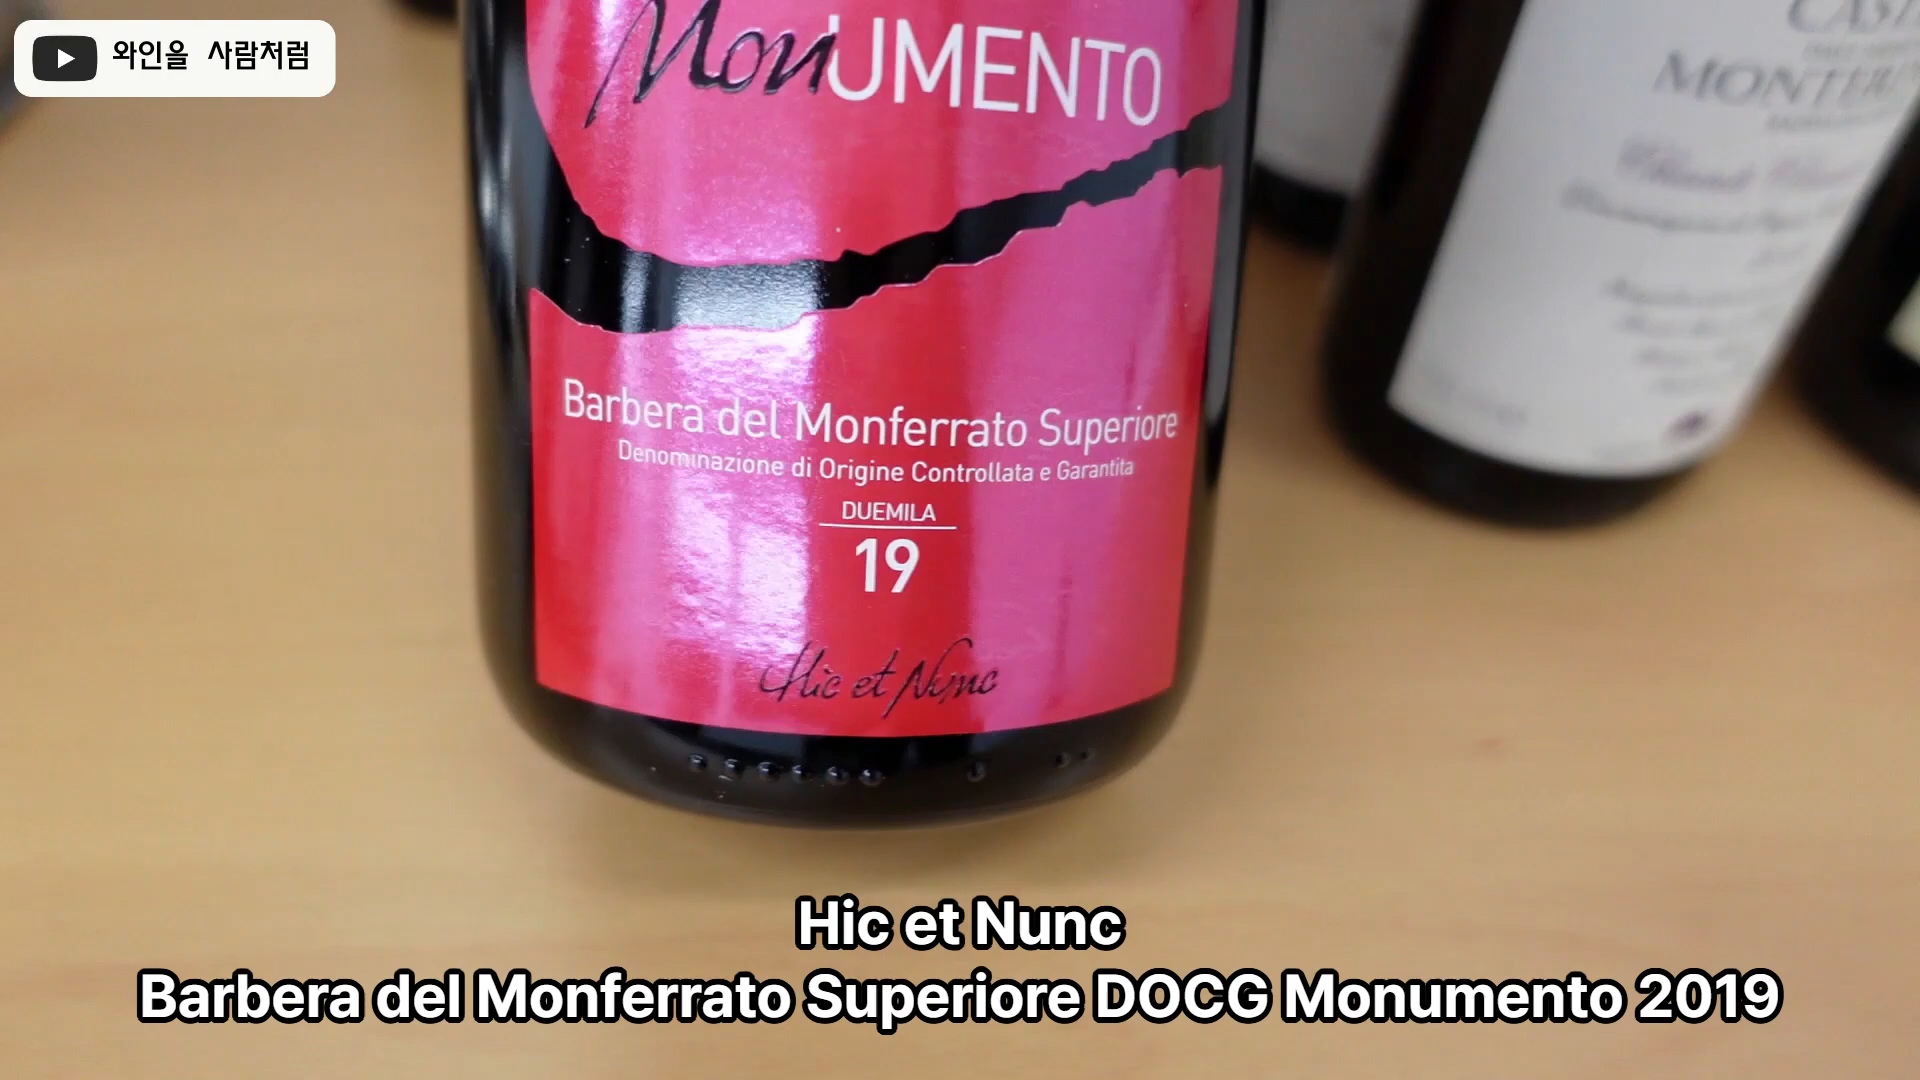 와인을 사람처럼
MonUMENTO
Barbera del Monferrato Superiore
Denominazione di Origine Controllata e Garantita
DUEMILA
19
Hic et Nunc
Hic et Nunc
Barbera del Monferrato Superiore DOCG Monumento 2019